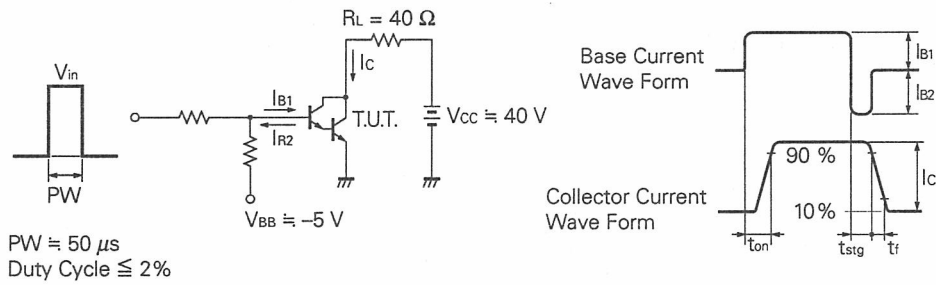 RL = 40 Ω
Vin
IB1
IC
T.U.T.
VCC ≒ 40 V
IR2
PW
VBB ≒ -5 V
PW ≒ 50 μs
Duty Cycle ≦ 2%
Base Current
Wave Form
IB1
IB2
90 %
IC
Collector Current
Wave Form
10%
ton
tstg
tf